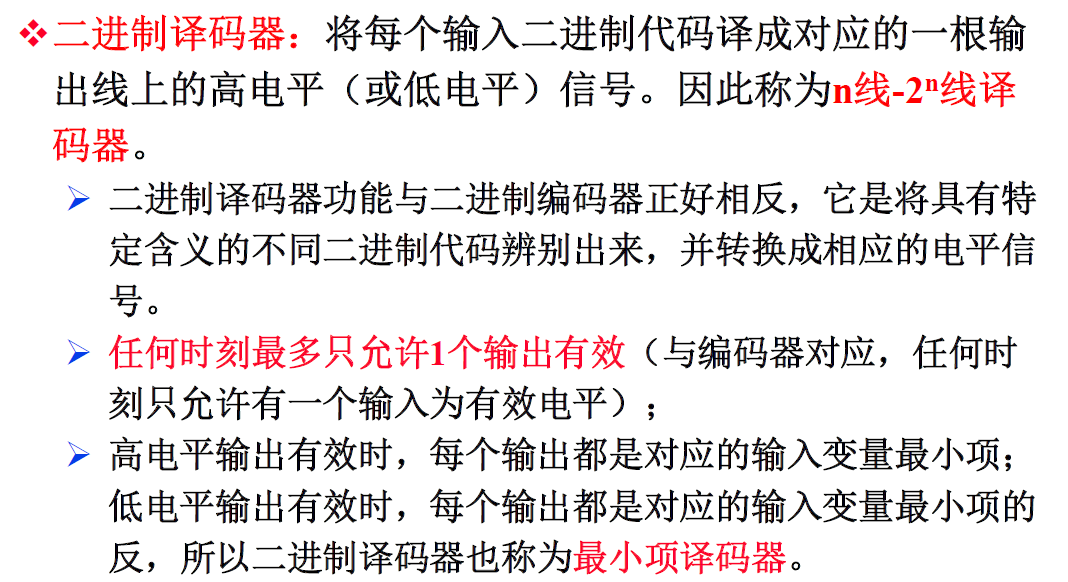 ❖二进制译码器：将每个输入二进制代码译成对应的一根输
出线上的高电平（或低电平）信号。因此称为n线-2ⁿ线译
码器。
➢ 二进制译码器功能与二进制编码器正好相反，它是将具有特
定含义的不同二进制代码辨别出来，并转换成相应的电平信
号。
➢ 任何时刻最多只允许1个输出有效（与编码器对应，任何时
刻只允许有一个输入为有效电平）；
➢ 高电平输出有效时，每个输出都是对应的输入变量最小项；
低电平输出有效时，每个输出都是对应的输入变量最小项的
反，所以二进制译码器也称为最小项译码器。